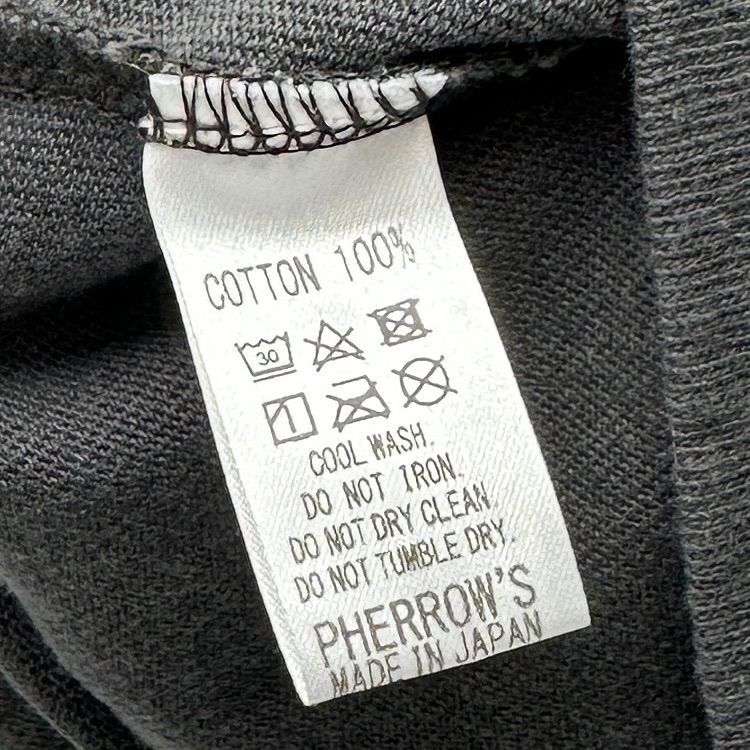 COTTON 100%
30
COOL WASH.
DO NOT IRON.
DO NOT DRY CLEAN.
DO NOT TUMBLE DRY.
PHERROW'S
MADE IN JAPAN